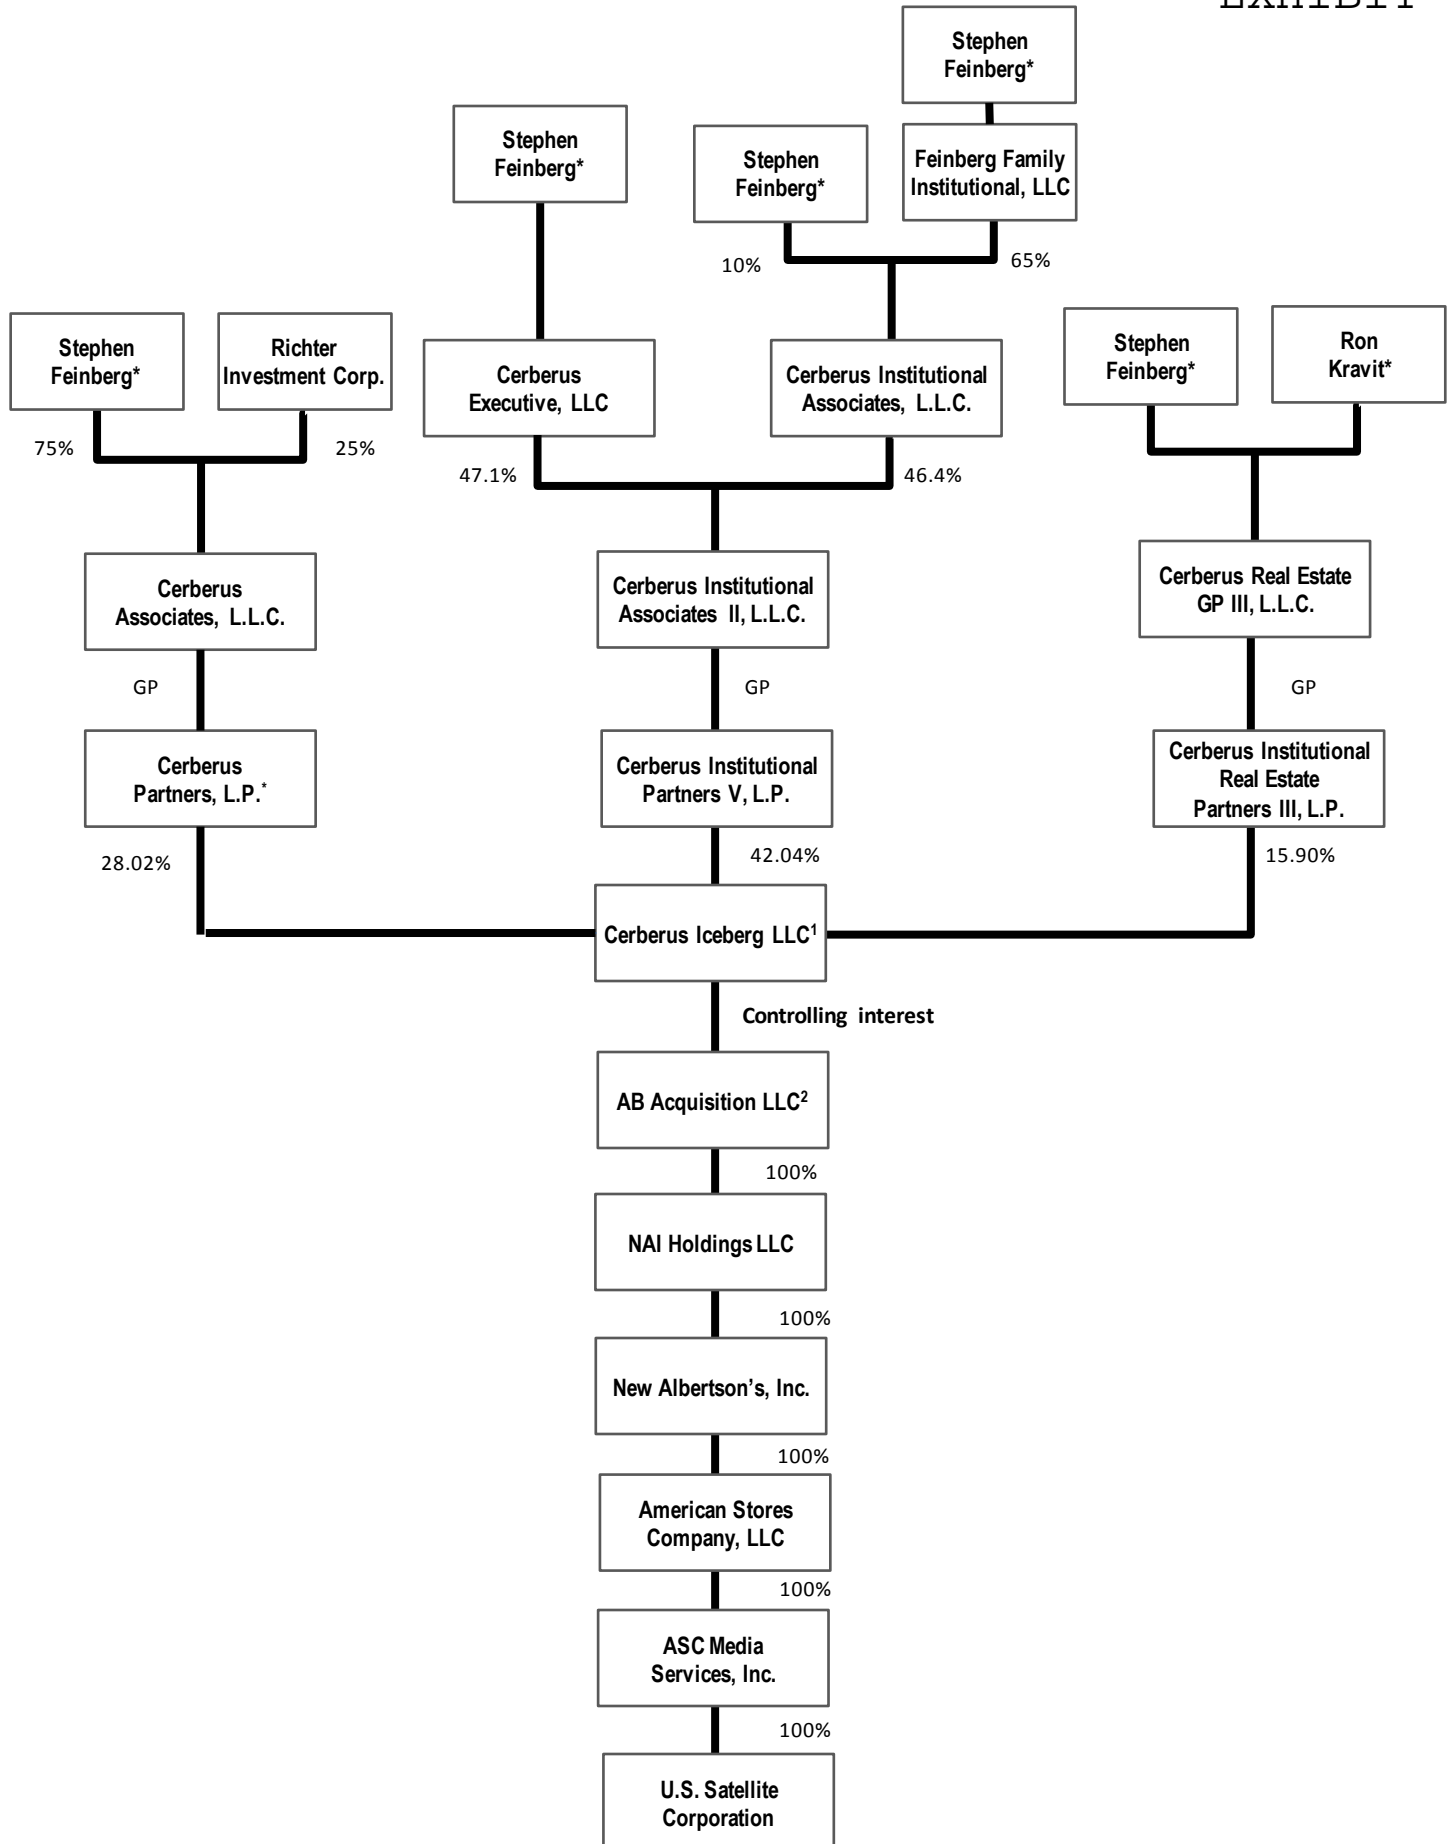 EXHIBIT
Stephen
Feinberg*
Stephen
Feinberg*
Stephen
Feinberg*
Feinberg Family
Institutional, LLC
10%
65%
Stephen
Feinberg*
Richter
Investment Corp.
Cerberus
Executive, LLC
Cerberus Institutional
Associates, L.L.C.
Stephen
Feinberg*
Ron
Kravit*
75%
25%
47.1%
46.4%
Cerberus
Associates, L.L.C.
Cerberus Institutional
Associates II, L.L.C.
Cerberus Real Estate
GP III, L.L.C.
GP
GP
GP
Cerberus
Partners, L.P.*
Cerberus Institutional
Partners V, L.P.
Cerberus Institutional
Real Estate
Partners III, L.P.
28.02%
42.04%
15.90%
Cerberus Iceberg LLC1
Controlling interest
AB Acquisition LLC2
100%
NAI Holdings LLC
100%
New Albertson’s, Inc.
100%
American Stores
Company, LLC
100%
ASC Media
Services, Inc.
100%
U.S. Satellite
Corporation